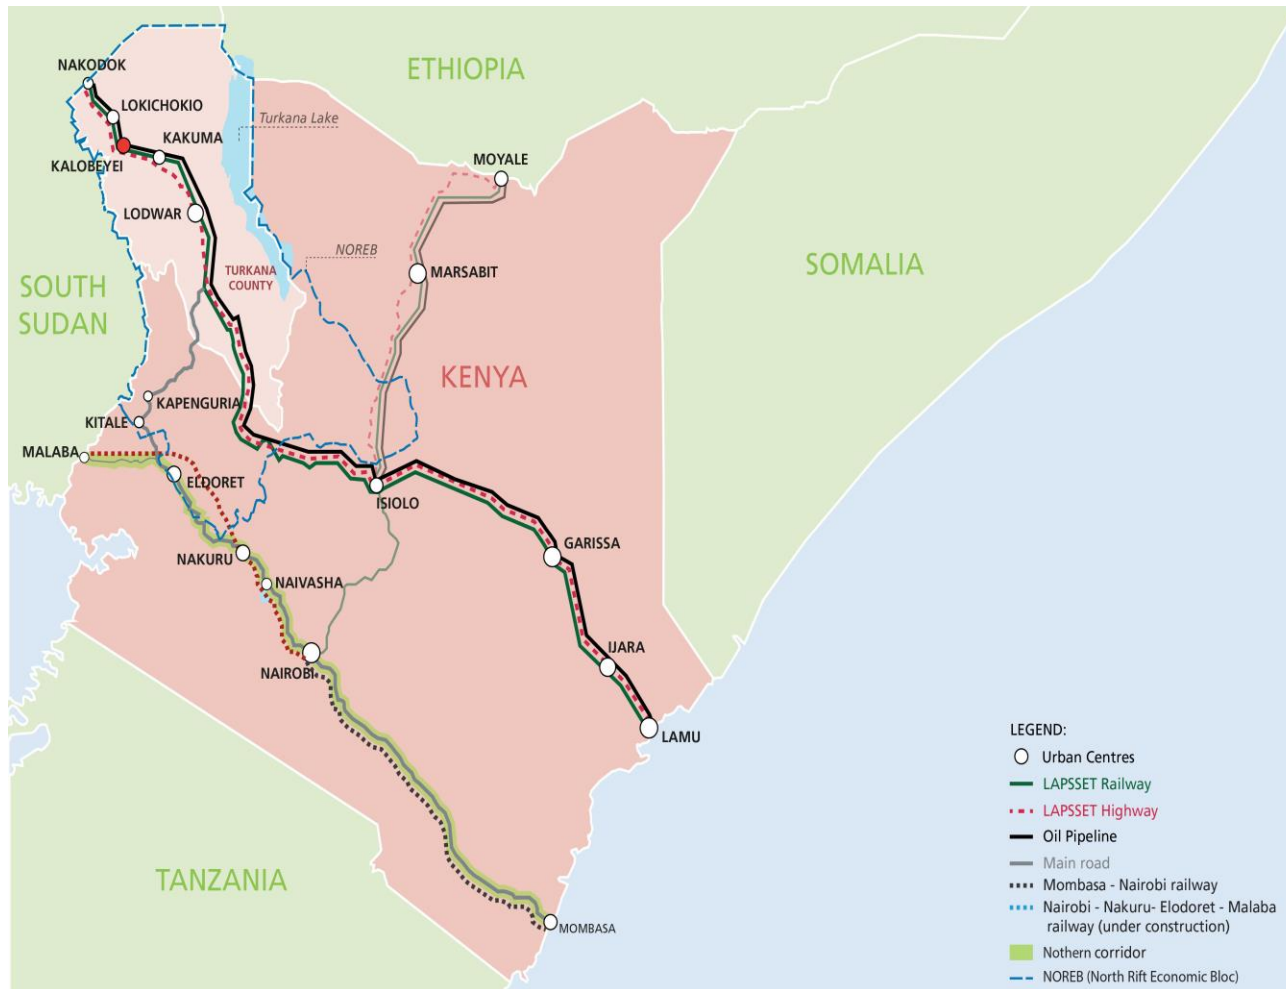 ETHIOPIA
NAKODOK
LOKICHOKIO
Turkana Lake
KAKUMA
KALOBEYEI
MOYALE
LODWAR
NOREB
TURKANA
COUNTY
MARSABIT
SOMALIA
SOUTH
SUDAN
KENYA
KAPENGURIA
KITALE
MALABA
ELDORET
ISIOLO
GARISSA
NAKURU
NAIVASHA
IJARA
NAIROBI
LAMU
TANZANIA
MOMBASA
LEGEND:
Urban Centres
LAPSSET Railway
LAPSSET Highway
Oil Pipeline
Main road
Mombasa - Nairobi railway
Nairobi - Nakuru- Elodoret - Malaba
railway (under construction)
Nothern corridor
NOREB (North Rift Economic Bloc)